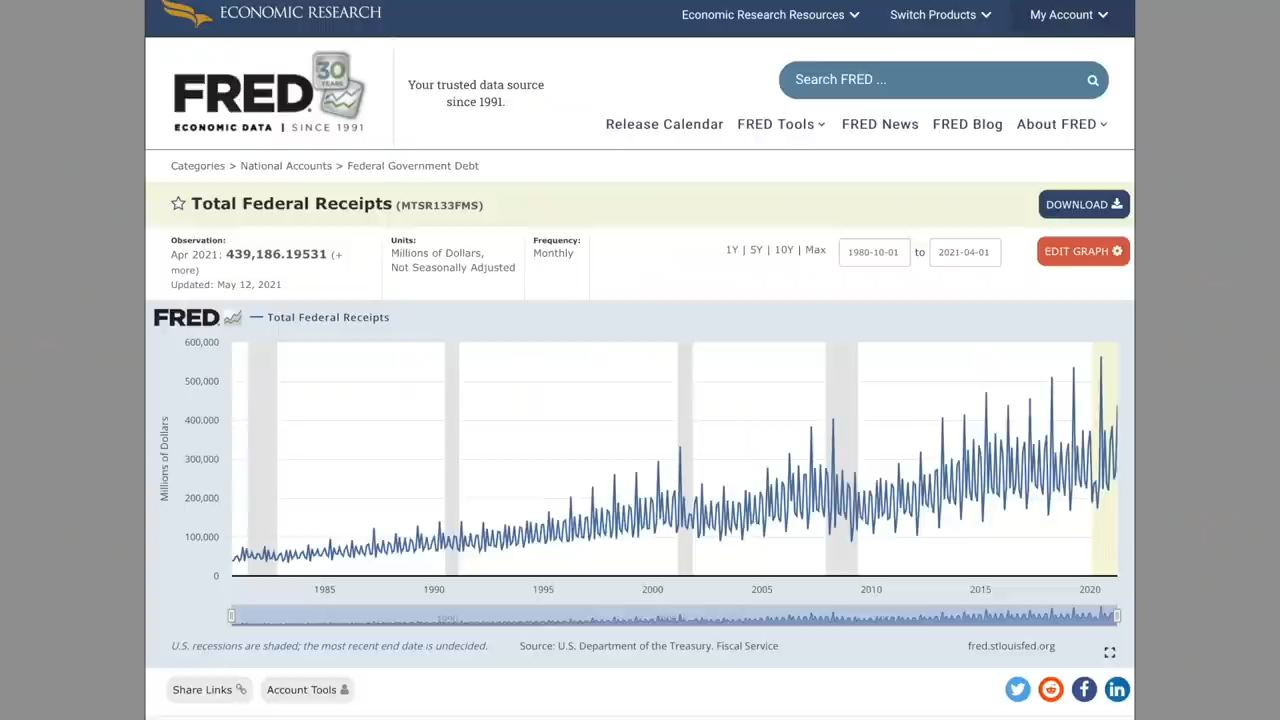 ECONOMIC RESEARCH
Economic Research Resources
Switch Products
My Account
30
YEARS
FRED
ECONOMIC DATA | SINCE 1991
Your trusted data source
since 1991.
Search FRED ...
Release Calendar
FRED Tools
FRED News
FRED Blog
About FRED
Categories > National Accounts > Federal Government Debt
Total Federal Receipts (MTSR133FMS)
DOWNLOAD
Observation:
Apr 2021: 439,186.19531 (+
more)
Updated: May 12, 2021
Units:
Millions of Dollars,
Not Seasonally Adjusted
Frequency:
Monthly
1Y | 5Y | 10Y | Max
1980-10-01 to 2021-04-01
EDIT GRAPH
FRED
Total Federal Receipts
600,000
500,000
400,000
300,000
200,000
100,000
0
Millions of Dollars
1985 1990 1995 2000 2005 2010 2015 2020
U.S. recessions are shaded; the most recent end date is undecided.
Source: U.S. Department of the Treasury. Fiscal Service
fred.stlouisfed.org
Share Links
Account Tools